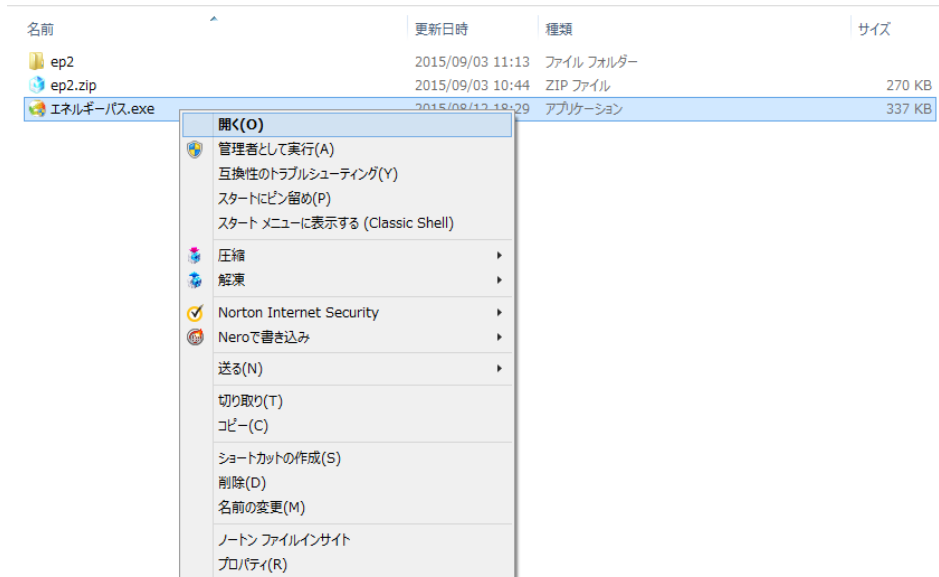 名前 更新日時 種類 サイズ
ep2 2015/09/03 11:13 ファイル フォルダー
ep2.zip 2015/09/03 10:44 ZIP ファイル 270 KB
エネルギーパス.exe 2015/08/12 18:29 アプリケーション 337 KB
開く(O)
管理者として実行(A)
互換性のトラブルシューティング(Y)
スタートにピン留め(P)
スタート メニューに表示する (Classic Shell)
圧縮
解凍
Norton Internet Security
Neroで書き込み
送る(N)
切り取り(T)
コピー(C)
ショートカットの作成(S)
削除(D)
名前の変更(M)
ノートン ファイルインサイト
プロパティ(R)